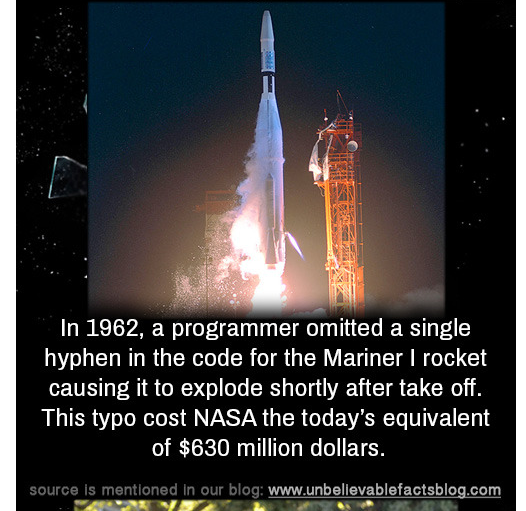 In 1962, a programmer omitted a single
hyphen in the code for the Mariner I rocket
causing it to explode shortly after take off.
This typo cost NASA the today's equivalent
of $630 million dollars.
source is mentioned in our blog: www.unbelievablefactsblog.com